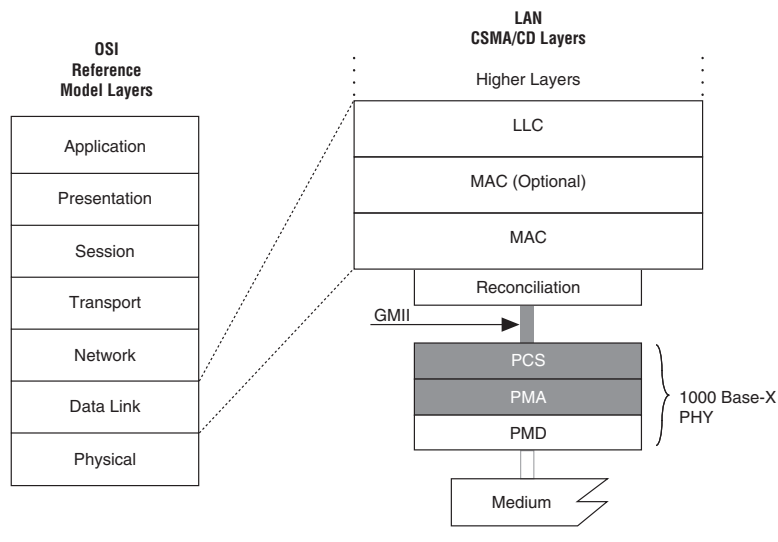 OSI
Reference
Model Layers
Application
Presentation
Session
Transport
Network
Data Link
Physical
LAN
CSMA/CD Layers
Higher Layers
LLC
MAC (Optional)
MAC
Reconciliation
GMII
PCS
PMA
PMD
1000 Base-X
PHY
Medium